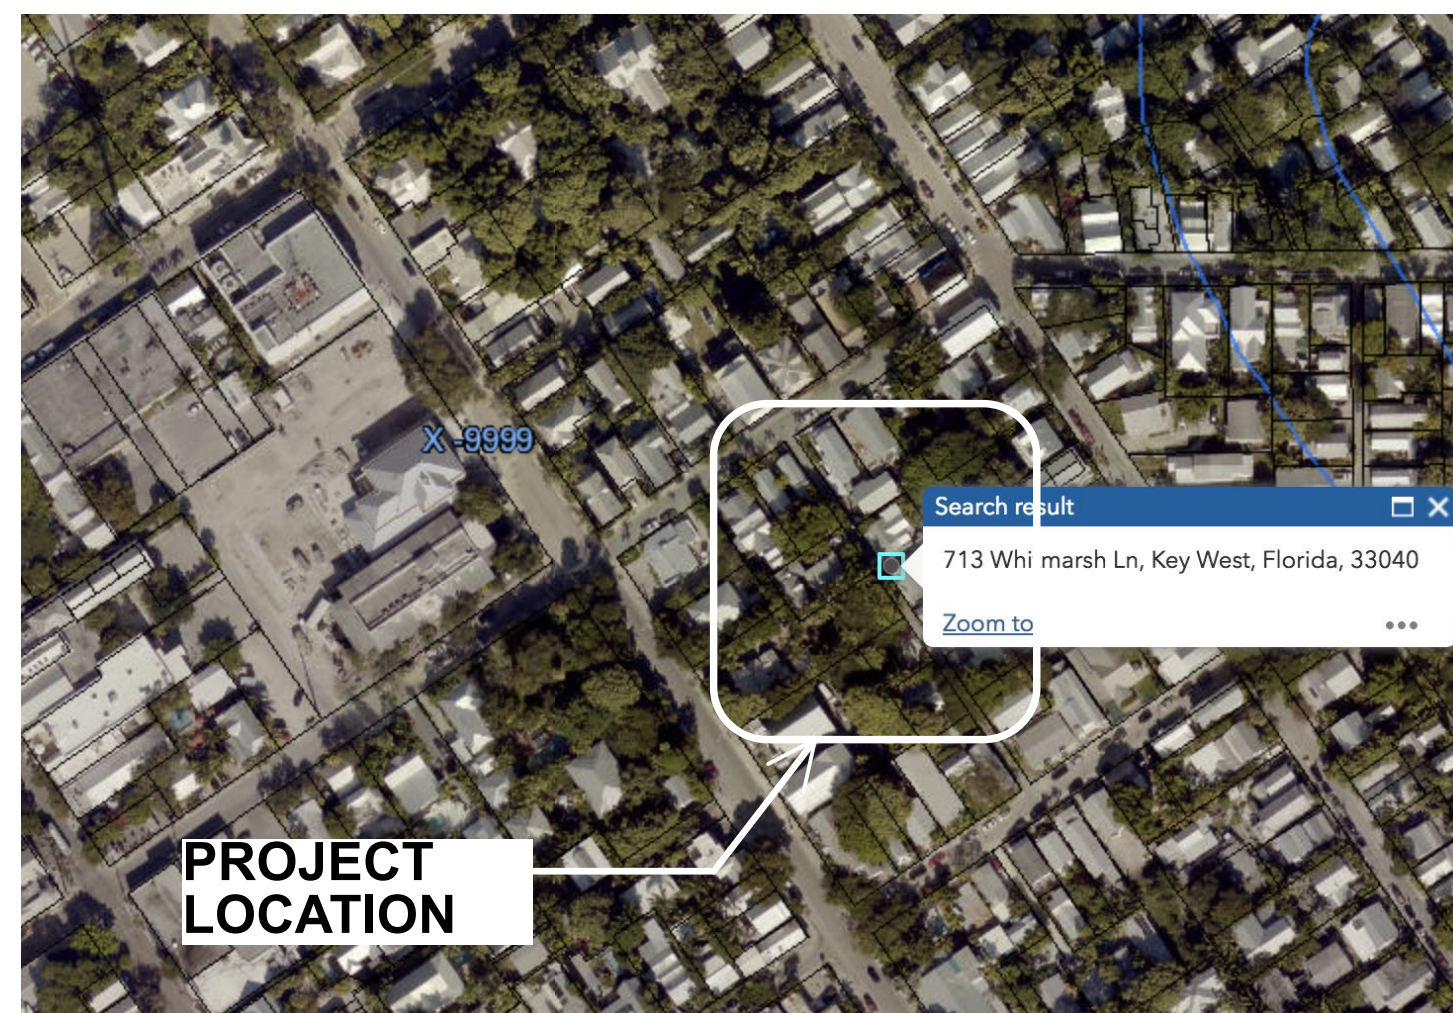 X -9999
Search result
713 Whi marsh Ln, Key West, Florida, 33040
Zoom to
PROJECT
LOCATION